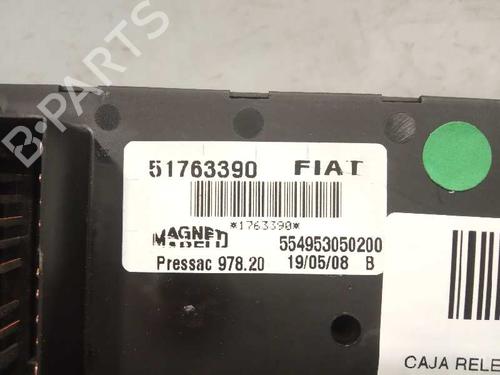 B-PARTS
51763390 FIAT
*1763390*
MAGNETI MARELLI 554953050200
Pressac 978.20 19/05/08 B
CAJA RELE